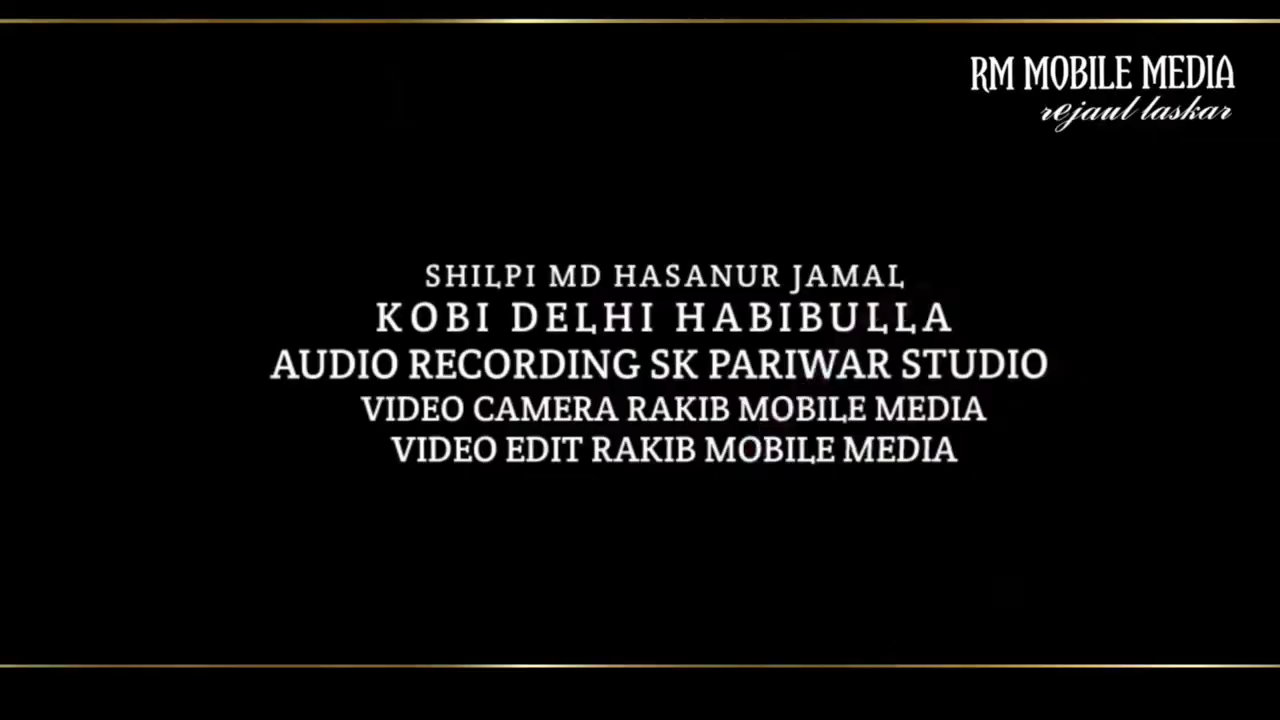 RM MOBILE MEDIA
rejaul laskar
SHILPI MD HASANUR JAMAL
KOBI DELHI HABIBULLA
AUDIO RECORDING SK PARIWAR STUDIO
VIDEO CAMERA RAKIB MOBILE MEDIA
VIDEO EDIT RAKIB MOBILE MEDIA